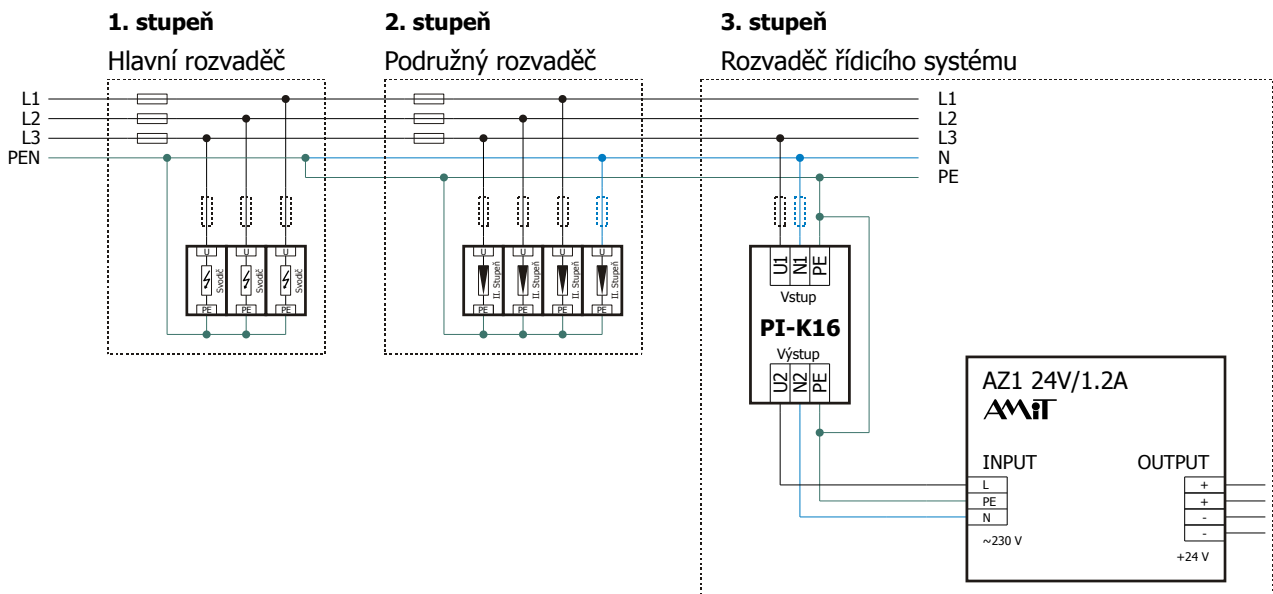 1. stupeň
Hlavní rozvaděč
2. stupeň
Podružný rozvaděč
3. stupeň
Rozvaděč řídicího systému
L1
L2
L3
PEN
L1
L2
L3
N
PE
U
U
U
Svodič
Svodič
Svodič
PE
PE
PE
U
U
U
U
II. Stupeň
II. Stupeň
II. Stupeň
II. Stupeň
PE
PE
PE
PE
U1
N1
PE
Vstup
PI-K16
Výstup
U2
N2
PE
AZ1 24V/1.2A
AMiT
INPUT
OUTPUT
L
PE
N
~230 V
+
+
-
-
+24 V